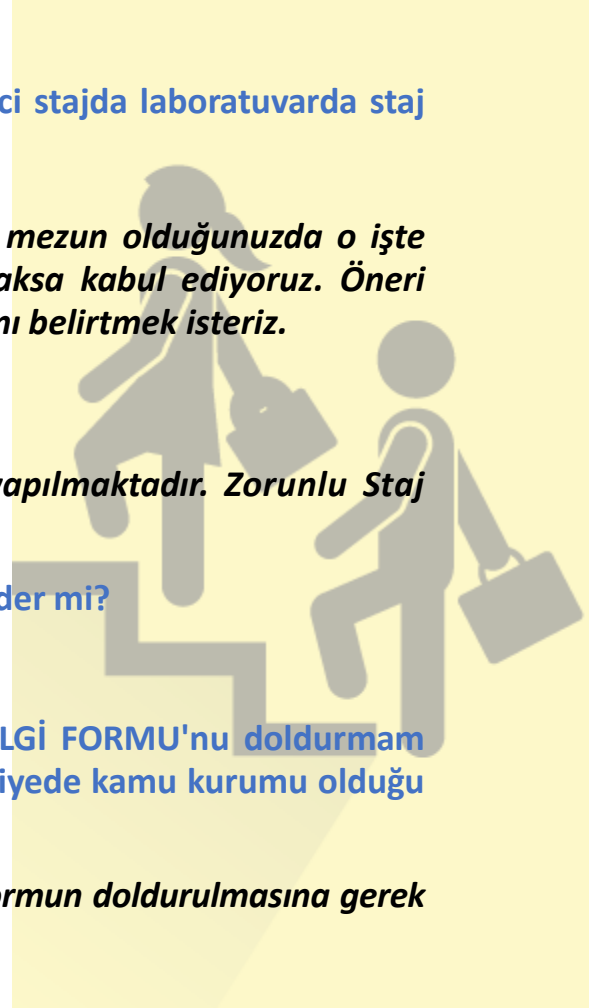 ci stajda laboratuvarda staj
mezun olduğunuzda o işte
aksa kabul ediyoruz. Öneri
nı belirtmek isteriz.
yapılmaktadır. Zorunlu Staj
der mi?
LGİ FORMU'nu doldurmam
iyede kamu kurumu olduğu
ormun doldurulmasına gerek